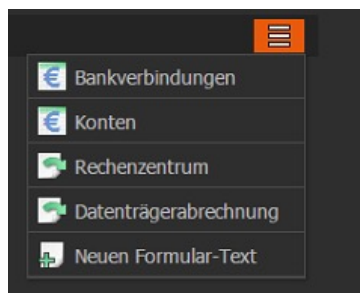 Bankverbindungen
Konten
Rechenzentrum
Datenträgerabrechnung
Neuen Formular-Text